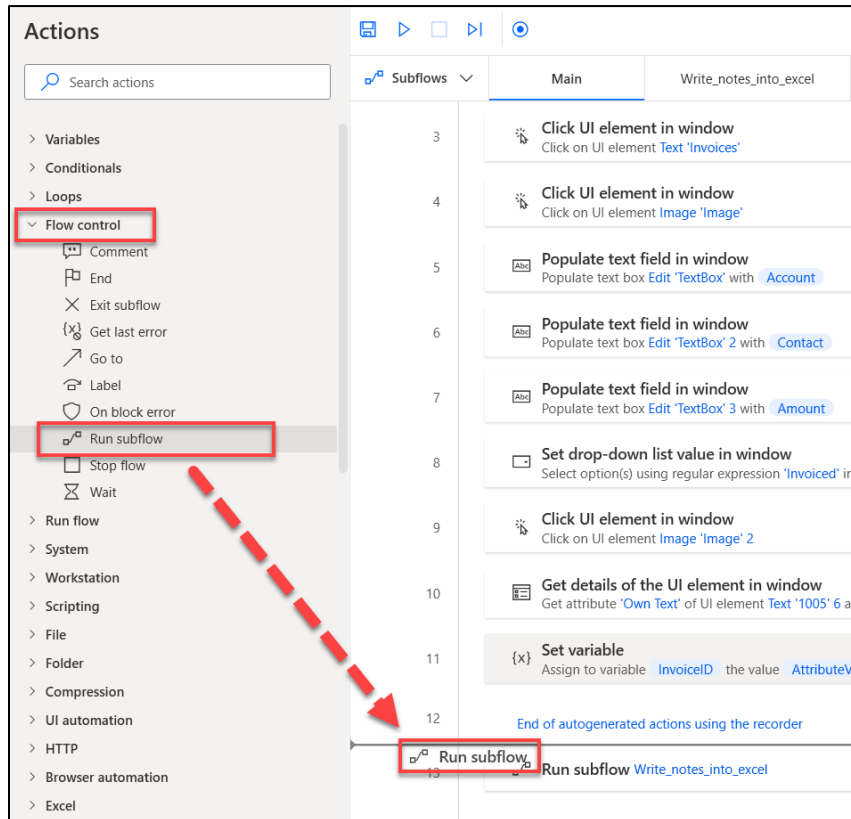 Actions
Search actions
Variables
Conditionals
Loops
Flow control
Comment
End
Exit subflow
Get last error
Go to
Label
On block error
Run subflow
Stop flow
Wait
Run flow
System
Workstation
Scripting
File
Folder
Compression
UI automation
HTTP
Browser automation
Excel
Subflows
Main
Write_notes_into_excel
3
Click UI element in window
Click on UI element Text 'Invoices'
4
Click UI element in window
Click on UI element Image 'Image'
5
Abc
Populate text field in window
Populate text box Edit 'TextBox' with Account
6
Abc
Populate text field in window
Populate text box Edit 'TextBox' 2 with Contact
7
Abc
Populate text field in window
Populate text box Edit 'TextBox' 3 with Amount
8
Set drop-down list value in window
Select option(s) using regular expression 'Invoiced' in
9
Click UI element in window
Click on UI element Image 'Image' 2
10
Get details of the UI element in window
Get attribute 'Own Text' of UI element Text '1005' 6 a
11
{x}
Set variable
Assign to variable InvoiceID the value AttributeV
12
End of autogenerated actions using the recorder
Run subflow
13
Run subflow Write_notes_into_excel